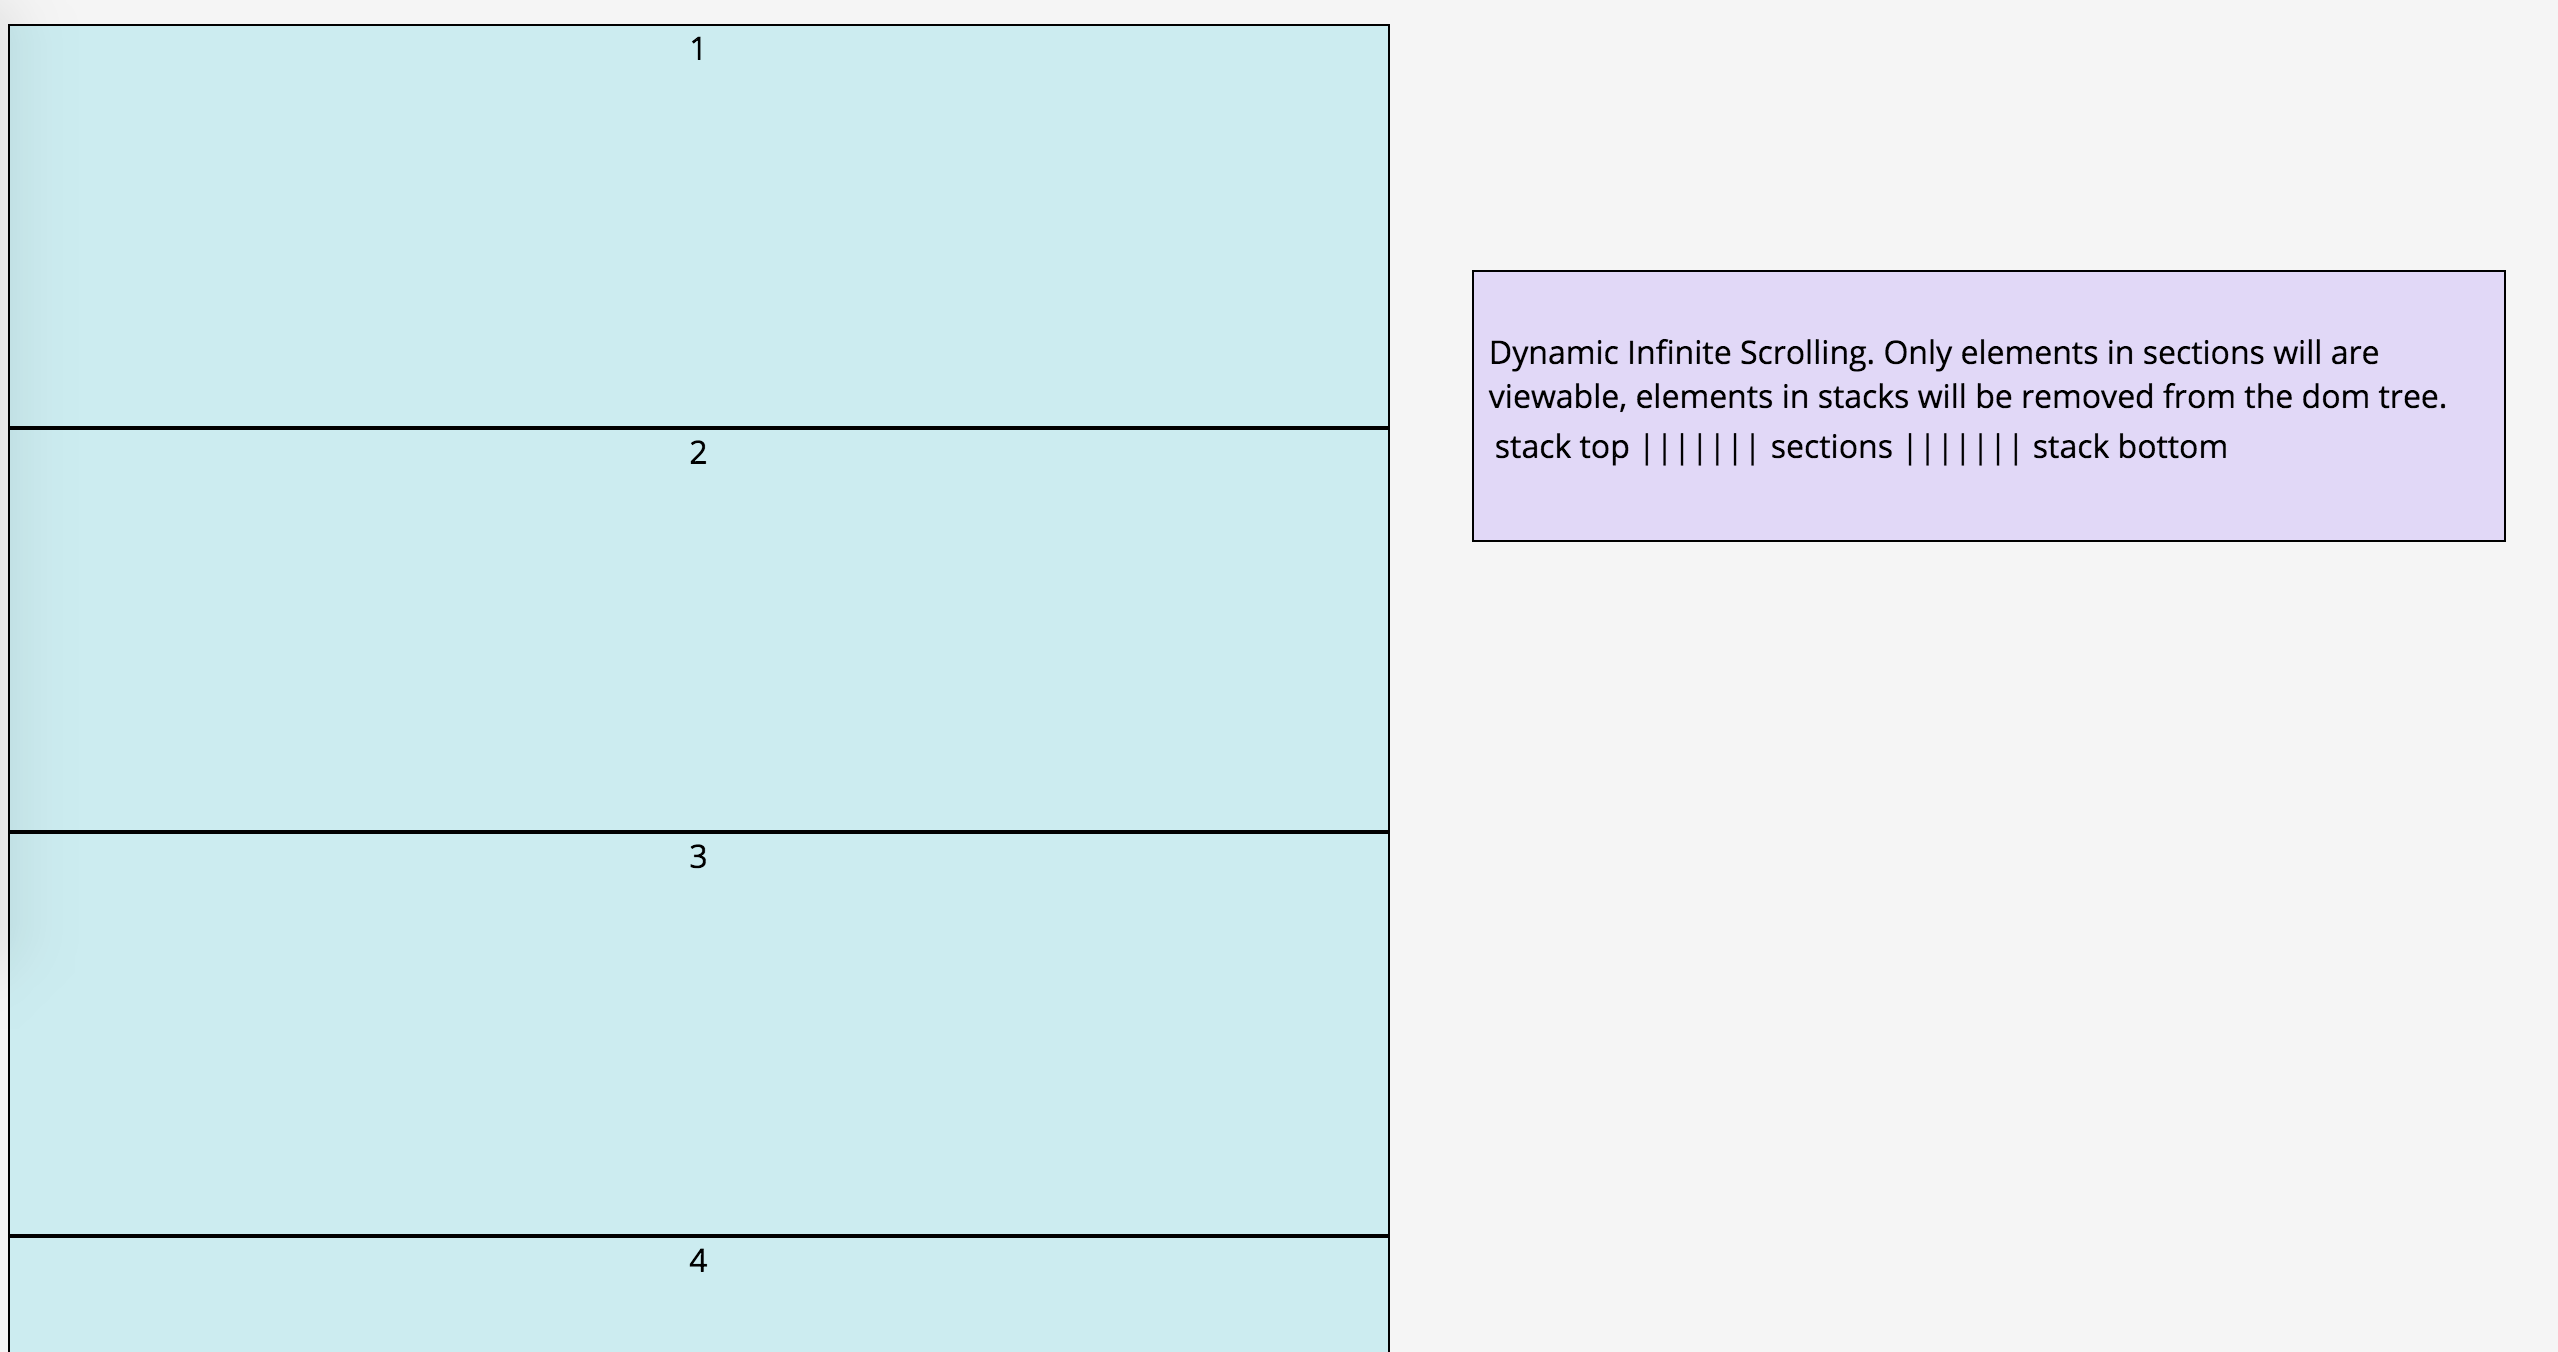 1
2
3
4
Dynamic Infinite Scrolling. Only elements in sections will are
viewable, elements in stacks will be removed from the dom tree.
stack top ||||||| sections ||||||| stack bottom